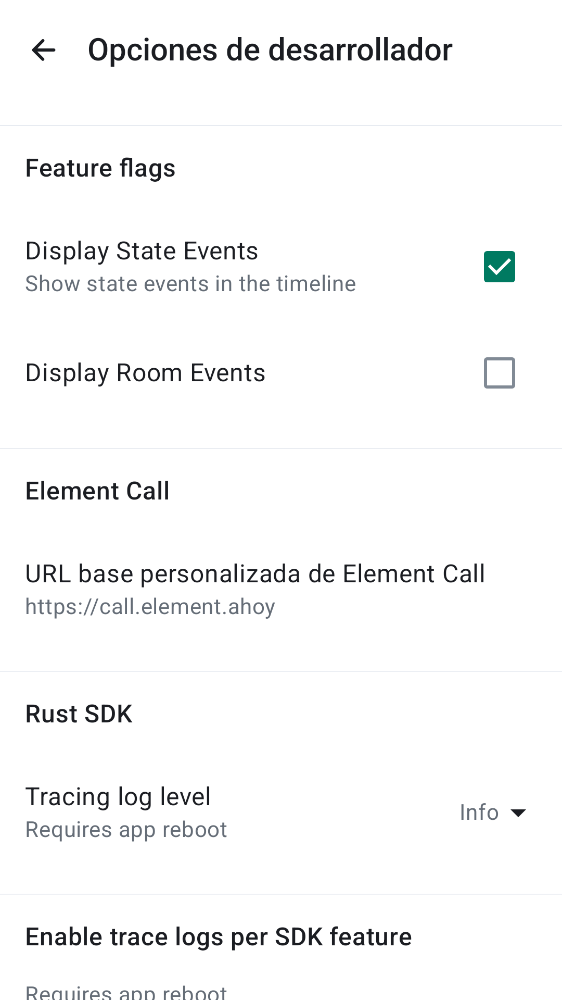 Opciones de desarrollador
Feature flags
Display State Events
Show state events in the timeline
Display Room Events
Element Call
URL base personalizada de Element Call
https://call.element.ahoy
Rust SDK
Tracing log level
Requires app reboot
Info
Enable trace logs per SDK feature
Requires app reboot